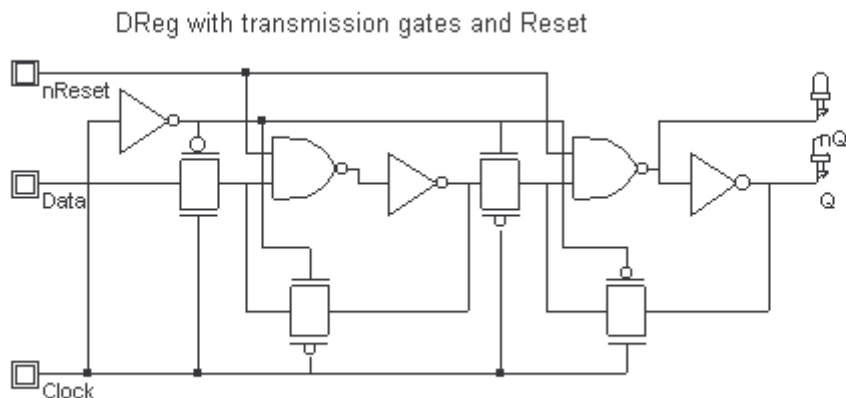 DReg with transmission gates and Reset
nReset
nQ
Data
Q
Clock